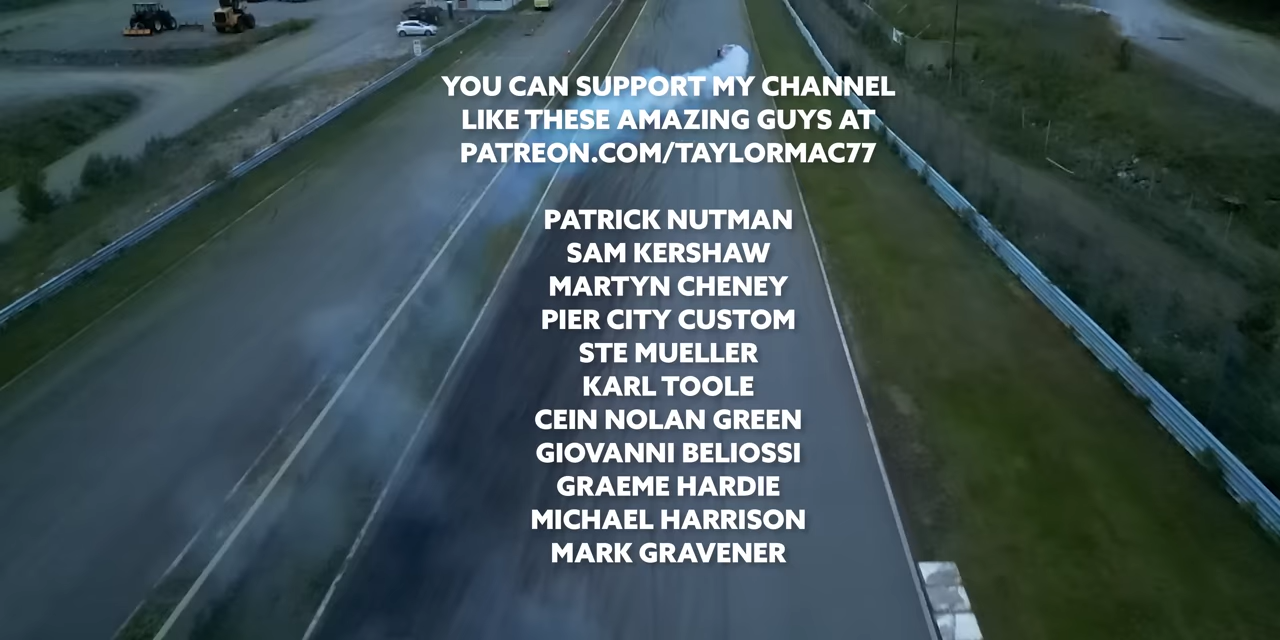 YOU CAN SUPPORT MY CHANNEL
LIKE THESE AMAZING GUYS AT
PATREON.COM/TAYLORMAC77
PATRICK NUTMAN
SAM KERSHAW
MARTYN CHENEY
PIER CITY CUSTOM
STE MUELLER
KARL TOOLE
CEIN NOLAN GREEN
GIOVANNI BELIOSSI
GRAEME HARDIE
MICHAEL HARRISON
MARK GRAVENER